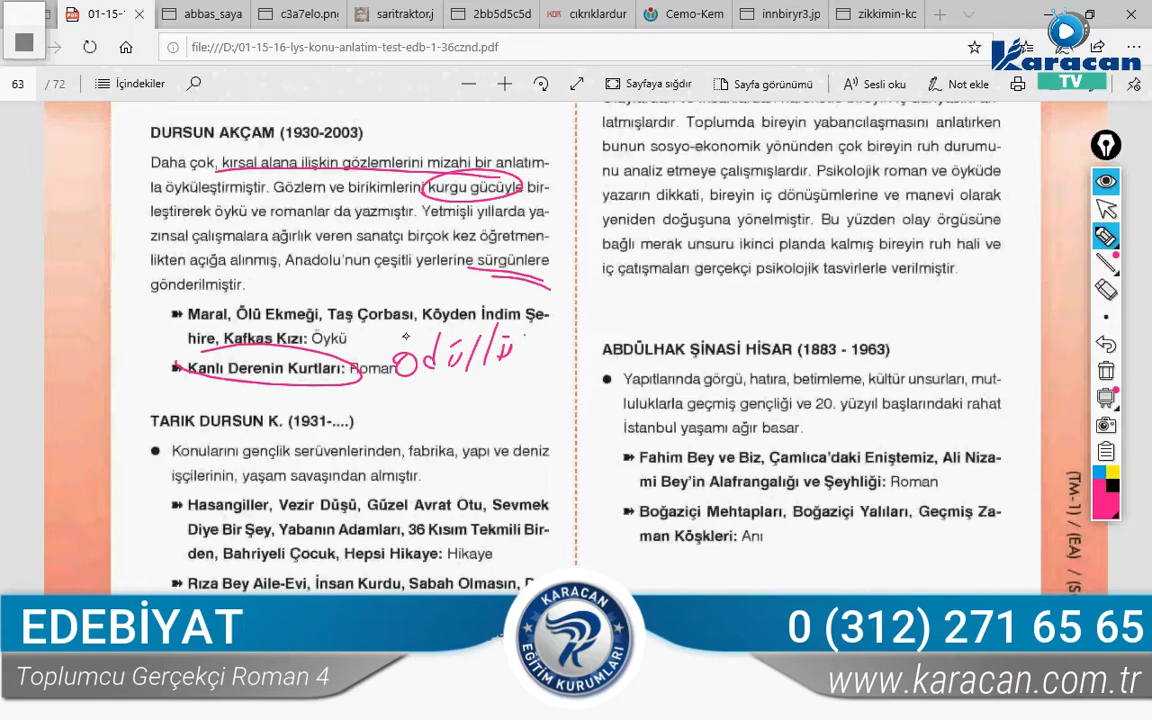 01-15-
abbas_saya
c3a7elo.pn
saritraktor.j
2bb5d5c5d
çıkrıklardur
Cemo-Kem
innbiryr3.jp
zikkimin-kc
file:///D:/01-15-16-lys-konu-anlatim-test-edb-1-36cznd.pdf
Karacan
TV
63 / 72
İçindekiler
Sayfaya sığdır
Sayfa görünümü
Sesli oku
Not ekle
DURSUN AKÇAM (1930-2003)
Daha çok, kırsal alana ilişkin gözlemlerini mizahi bir anlatım-
la öyküleştirmiştir. Gözlem ve birikimlerini kurgu gücüyle bir-
leştirerek öykü ve romanlar da yazmıştır. Yetmişli yıllarda ya-
zınsal çalışmalara ağırlık veren sanatçı birçok kez öğretmen-
likten açığa alınmış, Anadolu'nun çeşitli yerlerine sürgünlere
gönderilmiştir.
Maral, Ölü Ekmeği, Taş Çorbası, Köyden İndim Şe-
hire, Kafkas Kızı: Öykü
Kanlı Derenin Kurtları: Roman
ödüllü
TARIK DURSUN K. (1931-....)
Konularını gençlik serüvenlerinden, fabrika, yapı ve deniz
işçilerinin, yaşam savaşından almıştır.
Hasangiller, Vezir Düşü, Güzel Avrat Otu, Sevmek
Diye Bir Şey, Yabanın Adamları, 36 Kısım Tekmili Bir-
den, Bahriyeli Çocuk, Hepsi Hikaye: Hikaye
Rıza Bey Aile-Evi, İnsan Kurdu, Sabah Olmasın,
latmışlardır. Toplumda bireyin yabancılaşmasını anlatırken
bunun sosyo-ekonomik yönünden çok bireyin ruh durumu-
nu analiz etmeye çalışmışlardır. Psikolojik roman ve öyküde
yazarın dikkati, bireyin iç dönüşümlerine ve manevi olarak
yeniden doğuşuna yönelmiştir. Bu yüzden olay örgüsüne
bağlı merak unsuru ikinci planda kalmış bireyin ruh hali ve
iç çatışmaları gerçekçi psikolojik tasvirlerle verilmiştir.
ABDÜLHAK ŞİNASİ HİSAR (1883 - 1963)
Yapıtlarında görgü, hatıra, betimleme, kültür unsurları, mut-
luluklarla geçmiş gençliği ve 20. yüzyıl başlarındaki rahat
İstanbul yaşamı ağır basar.
Fahim Bey ve Biz, Çamlıca'daki Eniştemiz, Ali Niza-
mi Bey'in Alafrangalığı ve Şeyhliği: Roman
Boğaziçi Mehtapları, Boğaziçi Yalıları, Geçmiş Za-
man Köşkleri: Anı
(TM-1) / (EA) /
EDEBİYAT
Toplumcu Gerçekçi Roman 4
KARACAN
EĞİTİM KURUMLARI
0 (312) 271 65 65
www.karacan.com.tr